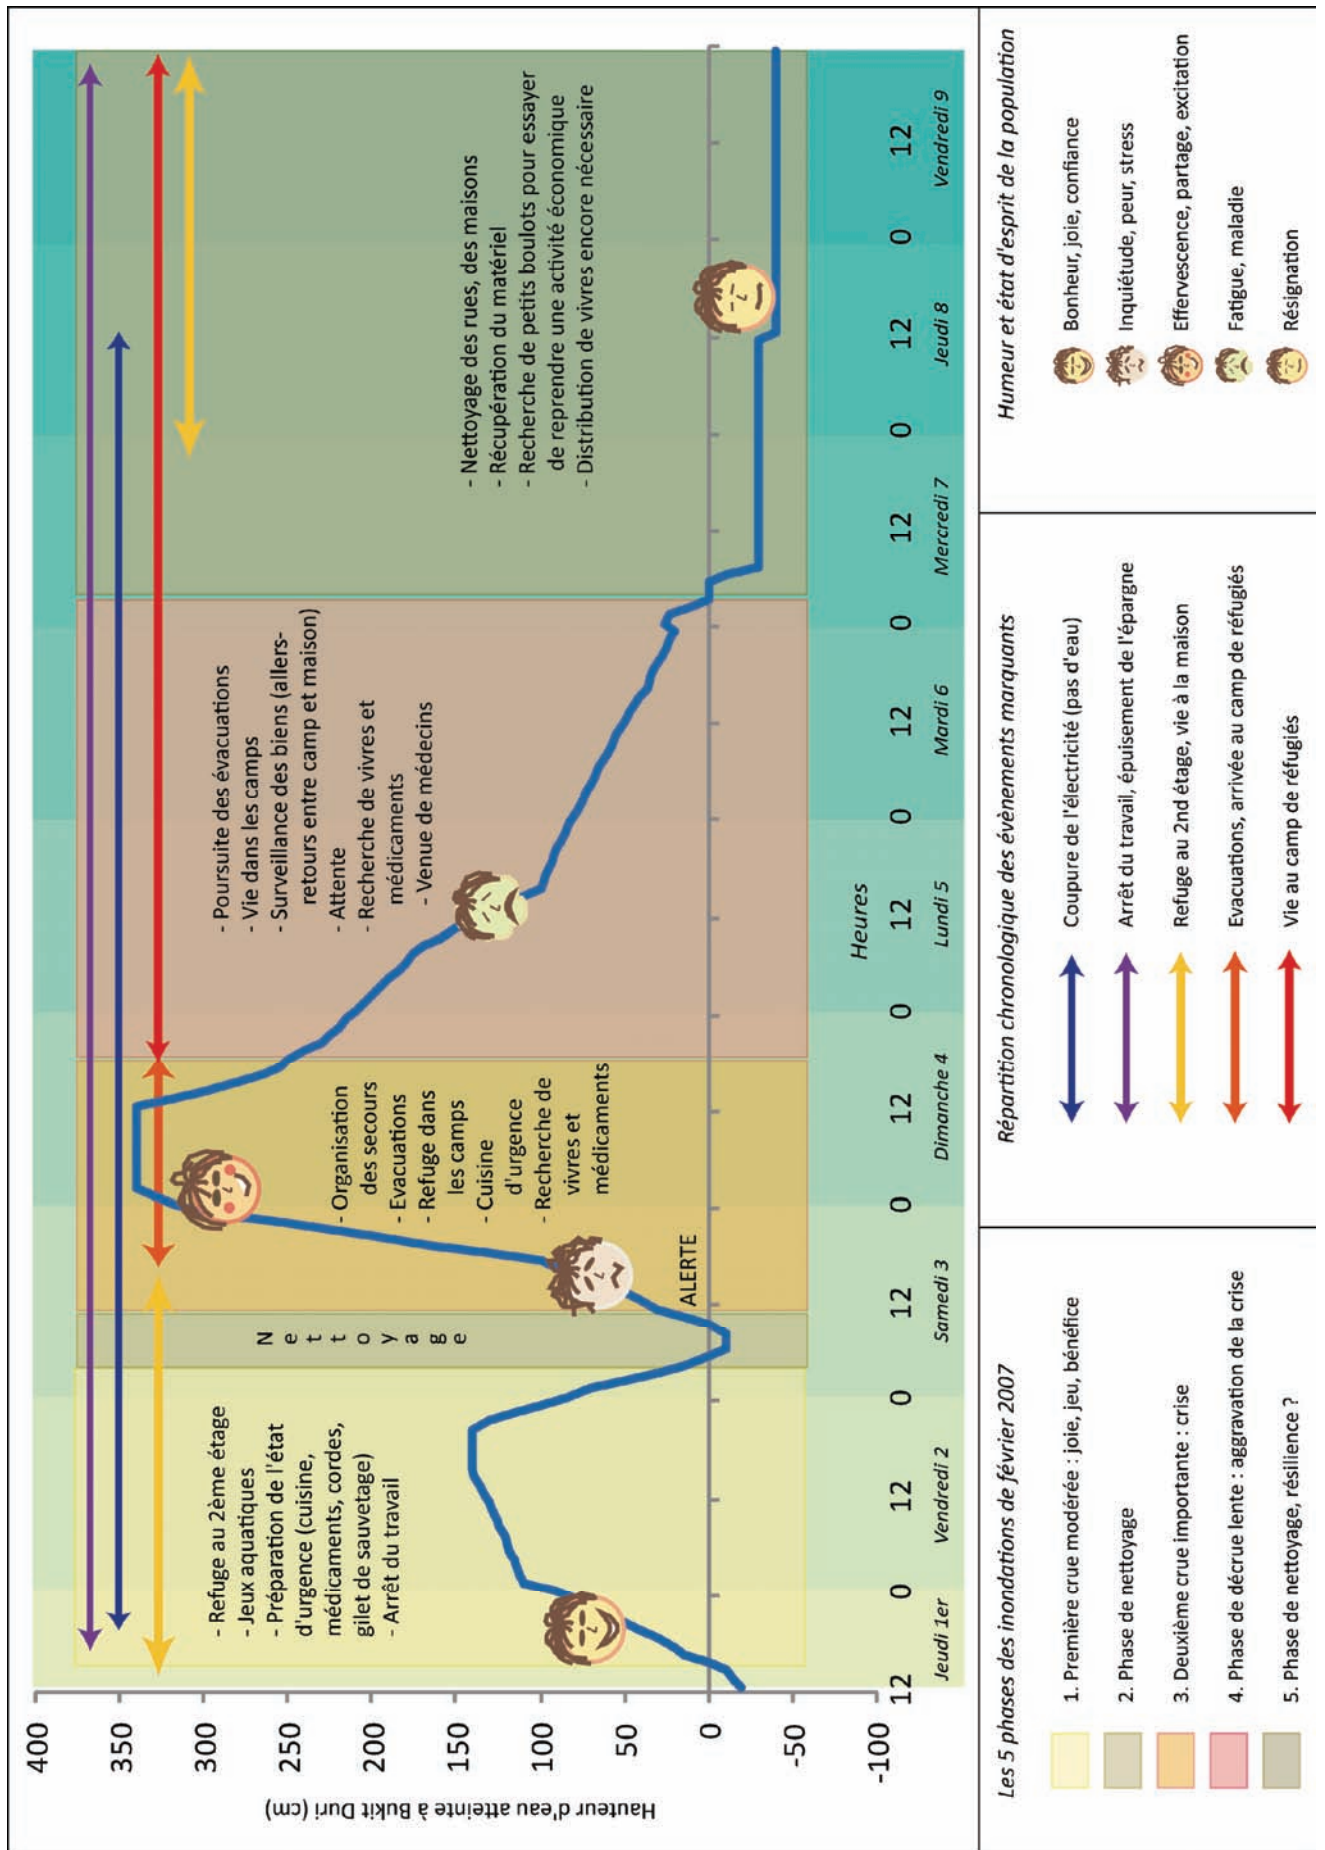 Hauteur d'eau atteinte à Bukit Duri (cm)
400
350
300
250
200
150
100
50
0
-50
-100
- Refuge au 2ème étage
- Jeux aquatiques
- Préparation de l'état
d'urgence (cuisine,
médicaments, cordes,
gilet de sauvetage)
- Arrêt du travail
N
e
t
t
o
y
a
g
e
ALERTE
- Organisation
des secours
- Evacuations
- Refuge dans
les camps
- Cuisine
d'urgence
- Recherche de
vivres et
médicaments
- Poursuite des évacuations
- Vie dans les camps
- Surveillance des biens (allers-
retours entre camp et maison)
- Attente
- Recherche de vivres et
médicaments
- Venue de médecins
- Nettoyage des rues, des maisons
- Récupération du matériel
- Recherche de petits boulots pour essayer
de reprendre une activité économique
- Distribution de vivres encore nécessaire
Heures
12 0 12 0 12 0 12 0 12 0 12 0 12 0 12 0 12
Jeudi 1er Vendredi 2 Samedi 3 Dimanche 4 Lundi 5 Mardi 6 Mercredi 7 Jeudi 8 Vendredi 9
Les 5 phases des inondations de février 2007
1. Première crue modérée : joie, jeu, bénéfice
2. Phase de nettoyage
3. Deuxième crue importante : crise
4. Phase de décrue lente : aggravation de la crise
5. Phase de nettoyage, résilience ?
Répartition chronologique des évènements marquants
Coupure de l'électricité (pas d'eau)
Arrêt du travail, épuisement de l'épargne
Refuge au 2nd étage, vie à la maison
Evacuations, arrivée au camp de réfugiés
Vie au camp de réfugiés
Humeur et état d'esprit de la population
Bonheur, joie, confiance
Inquiétude, peur, stress
Effervescence, partage, excitation
Fatigue, maladie
Résignation